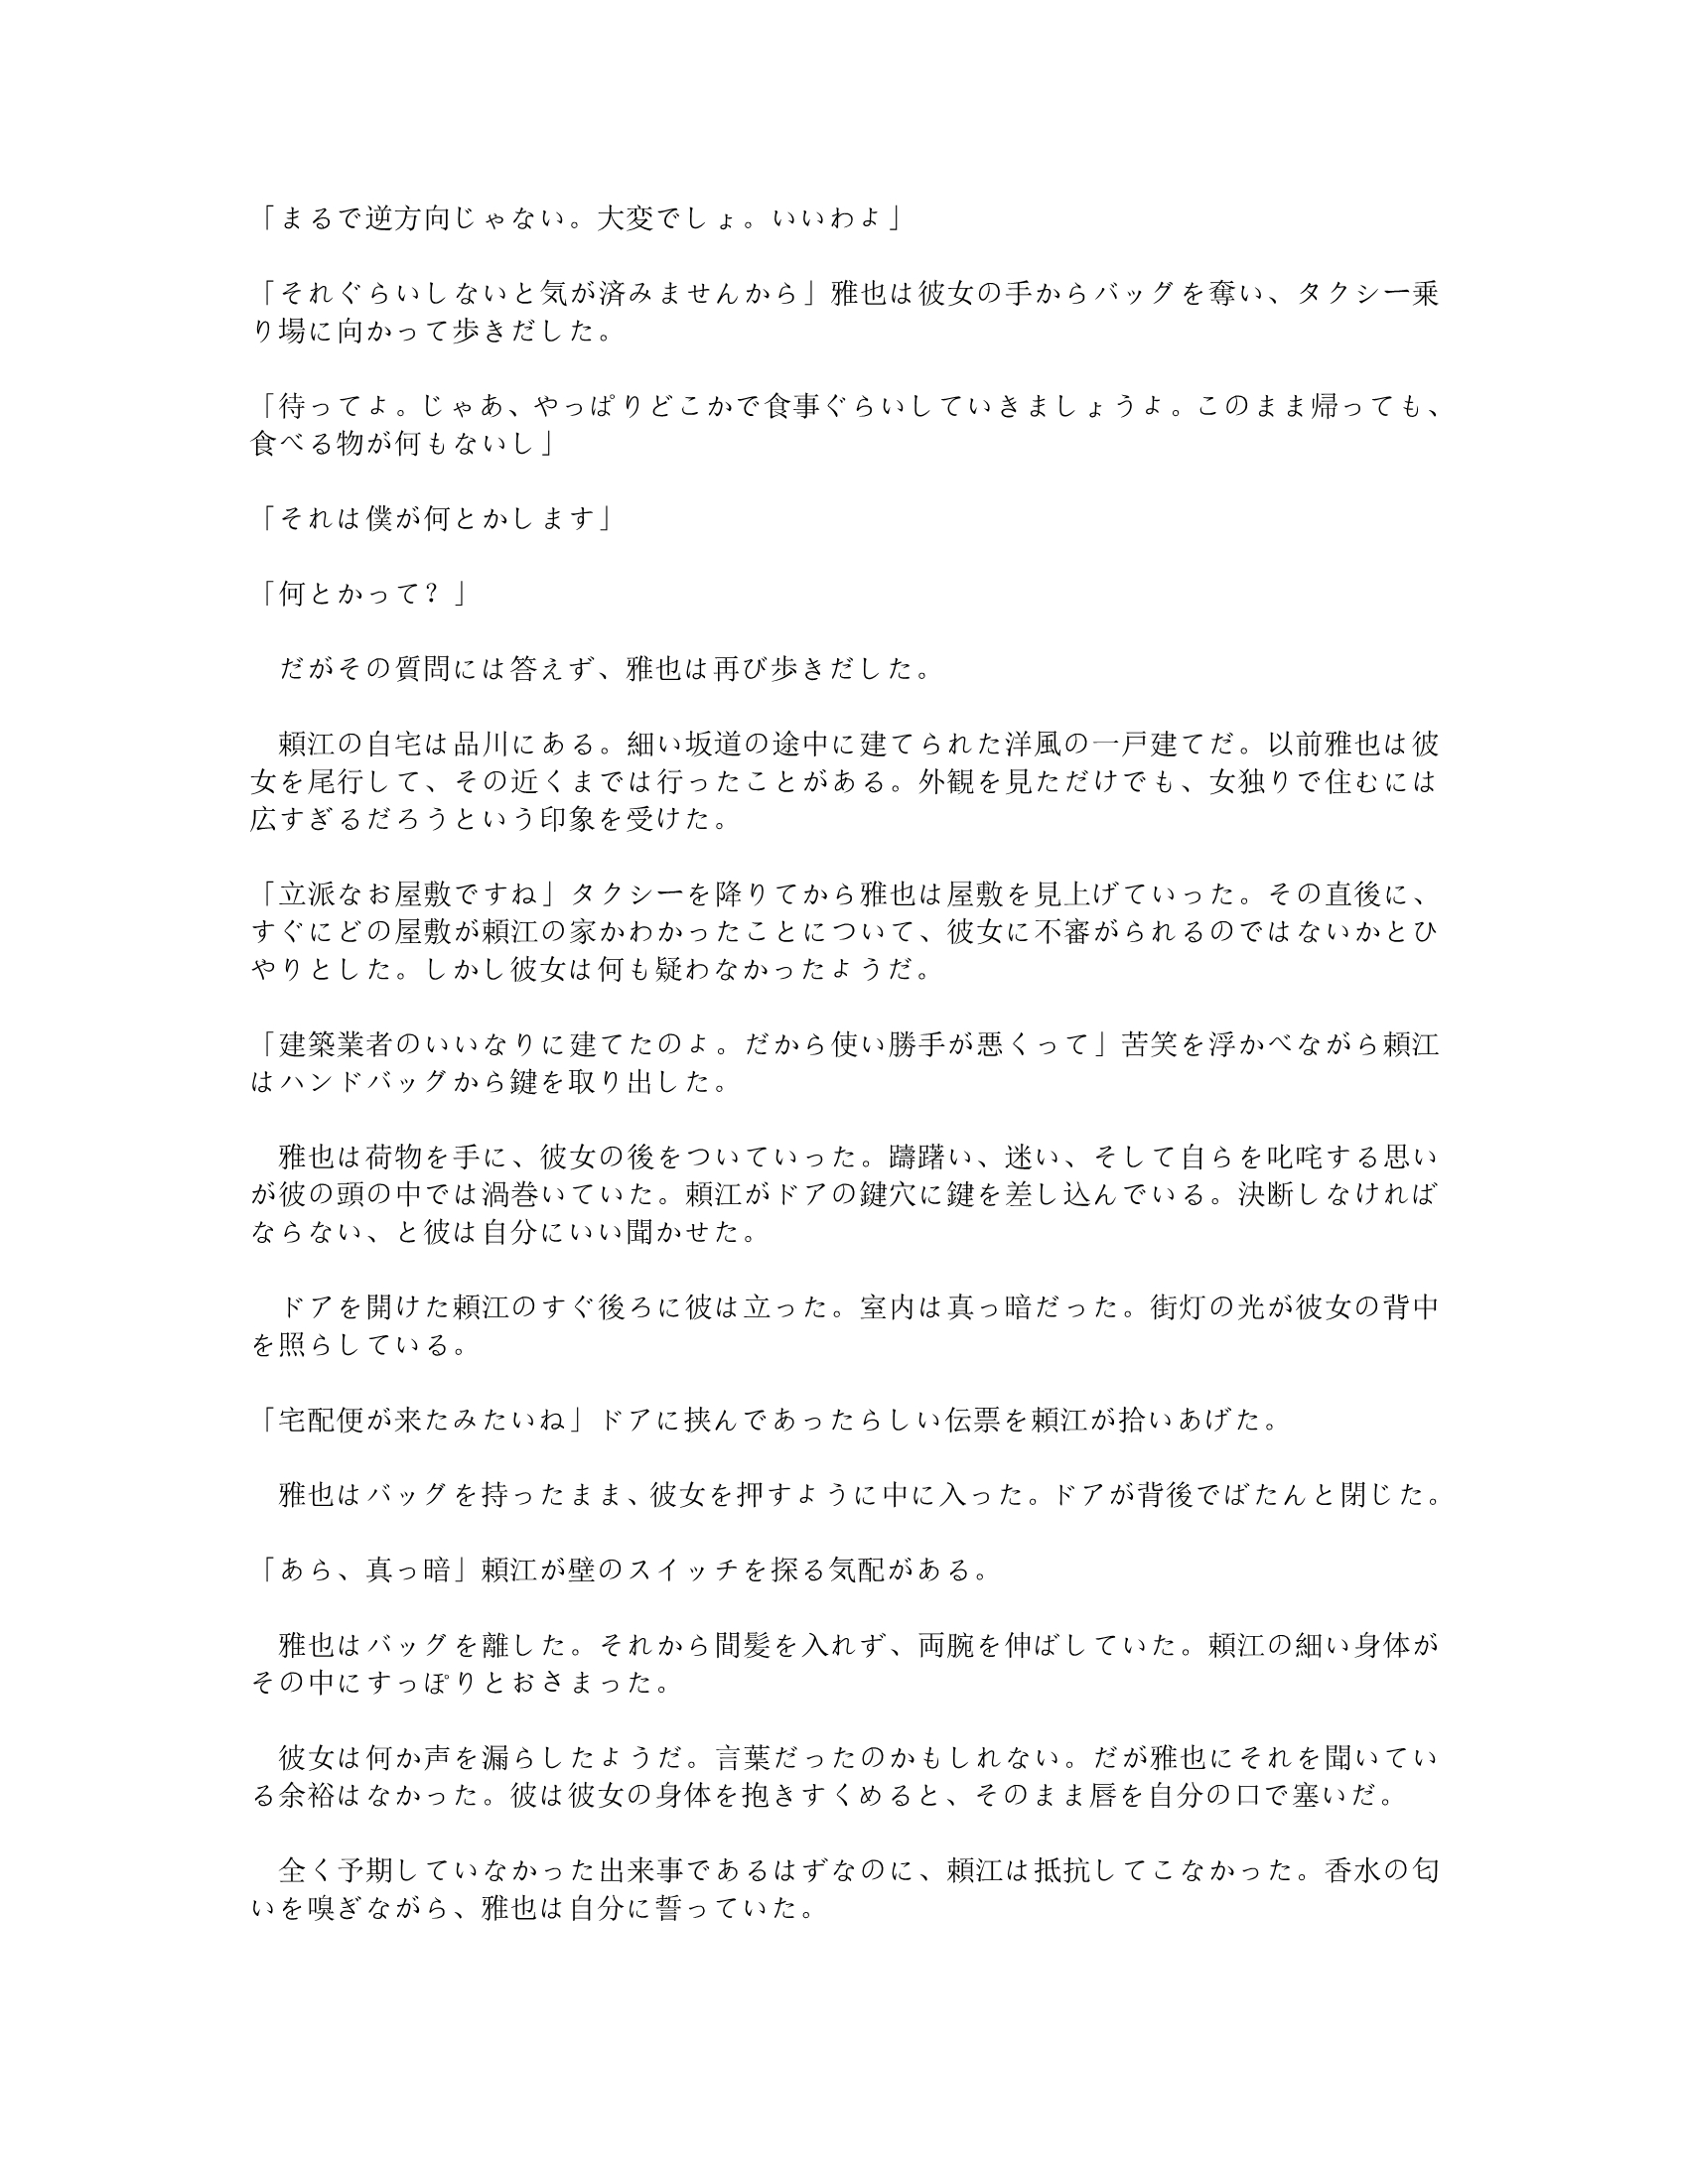 「まるで逆方向じゃない。大変でしょ。いいわよ」
「それぐらいしないと気が済みませんから」雅也は彼女の手からバッグを奪い、タクシー乗
り場に向かって歩きだした。
「待ってよ。じゃあ、やっぱりどこかで食事ぐらいしていきましょうよ。このまま帰っても、
食べる物が何もないし」
「それは僕が何とかします」
「何とかって？」
　だがその質問には答えず、雅也は再び歩きだした。
　頼江の自宅は品川にある。細い坂道の途中に建てられた洋風の一戸建てだ。以前雅也は彼
女を尾行して、その近くまでは行ったことがある。外観を見ただけでも、女独りで住むには
広すぎるだろうという印象を受けた。
「立派なお屋敷ですね」タクシーを降りてから雅也は屋敷を見上げていった。その直後に、
すぐにどの屋敷が頼江の家かわかったことについて、彼女に不審がられるのではないかとひ
やりとした。しかし彼女は何も疑わなかったようだ。
「建築業者のいいなりに建てたのよ。だから使い勝手が悪くって」苦笑を浮かべながら頼江
はハンドバッグから鍵を取り出した。
　雅也は荷物を手に、彼女の後をついていった。躊躇い、迷い、そして自らを叱咤する思い
が彼の頭の中では渦巻いていた。頼江がドアの鍵穴に鍵を差し込んでいる。決断しなければ
ならない、と彼は自分にいい聞かせた。
　ドアを開けた頼江のすぐ後ろに彼は立った。室内は真っ暗だった。街灯の光が彼女の背中
を照らしている。
「宅配便が来たみたいね」ドアに挟んであったらしい伝票を頼江が拾いあげた。
　雅也はバッグを持ったまま、彼女を押すように中に入った。ドアが背後でばたんと閉じた。
「あら、真っ暗」頼江が壁のスイッチを探る気配がある。
　雅也はバッグを離した。それから間髪を入れず、両腕を伸ばしていた。頼江の細い身体が
その中にすっぽりとおさまった。
　彼女は何か声を漏らしたようだ。言葉だったのかもしれない。だが雅也にそれを聞いてい
る余裕はなかった。彼は彼女の身体を抱きすくめると、そのまま唇を自分の口で塞いだ。
　全く予期していなかった出来事であるはずなのに、頼江は抵抗してこなかった。香水の匂
いを嗅ぎながら、雅也は自分に誓っていた。